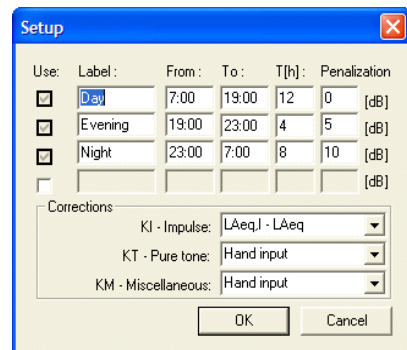 Setup
Use: Label : From : To : T[h] : Penalization
Day 7:00 19:00 12 0 [dB]
Evening 19:00 23:00 4 5 [dB]
Night 23:00 7:00 8 10 [dB]
[dB]
Corrections
KI - Impulse: LAeq,I - LAeq
KT - Pure tone: Hand input
KM - Miscellaneous: Hand input
OK Cancel